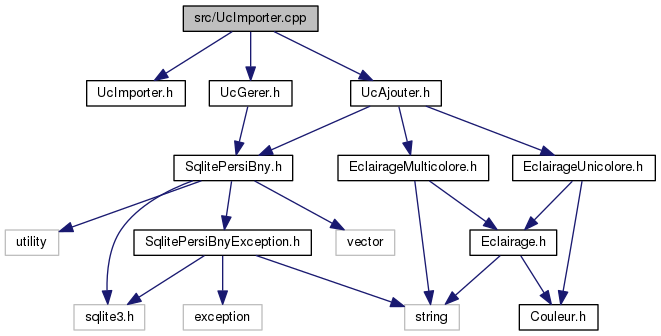 src/UcImporter.cpp
UcImporter.h
UcGerer.h
UcAjouter.h
SqlitePersiBny.h
EclairageMulticolore.h
EclairageUnicolore.h
utility
SqlitePersiBnyException.h
vector
Eclairage.h
sqlite3.h
exception
string
Couleur.h